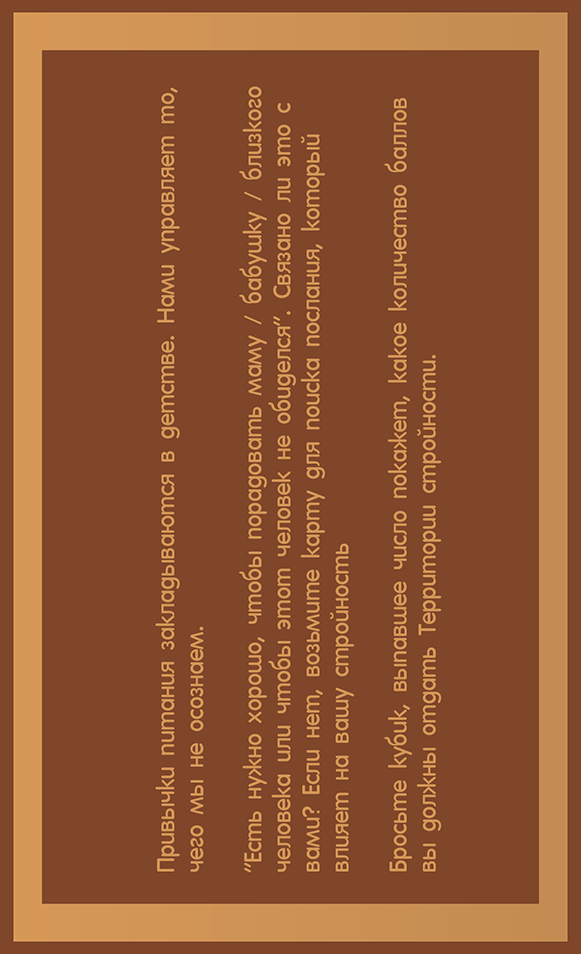 Привычки питания закладываются в детстве. Нами управляет то,
чего мы не осознаем.
"Есть нужно хорошо, чтобы порадовать маму / бабушку / близкого
человека или чтобы этот человек не обиделся". Связано ли это с
вами? Если нет, возьмите карту для поиска послания, который
влияет на вашу стройность
Бросьте кубик, выпавшее число покажет, какое количество баллов
вы должны отдать Территории стройности.